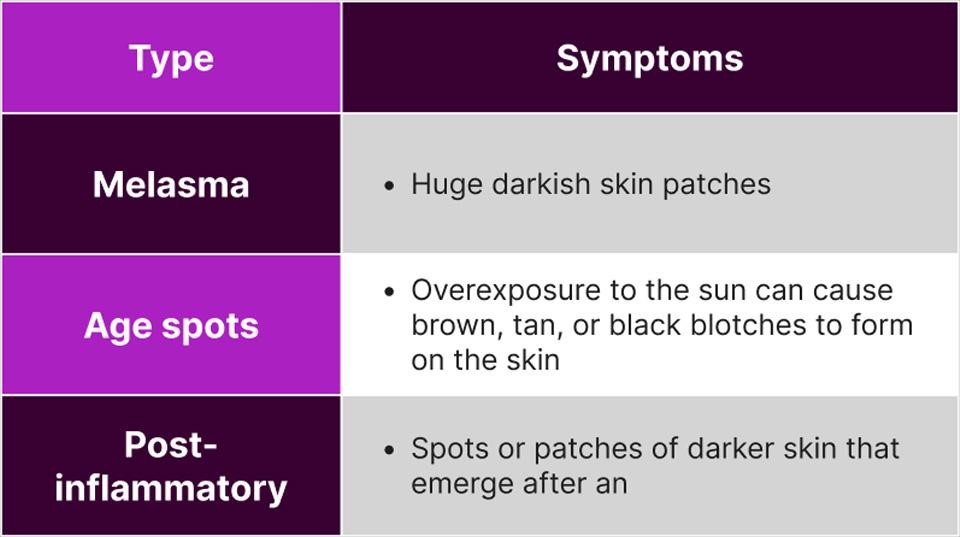 Type
Symptoms
Melasma
• Huge darkish skin patches
Age spots
• Overexposure to the sun can cause
brown, tan, or black blotches to form
on the skin
Post-
inflammatory
• Spots or patches of darker skin that
emerge after an